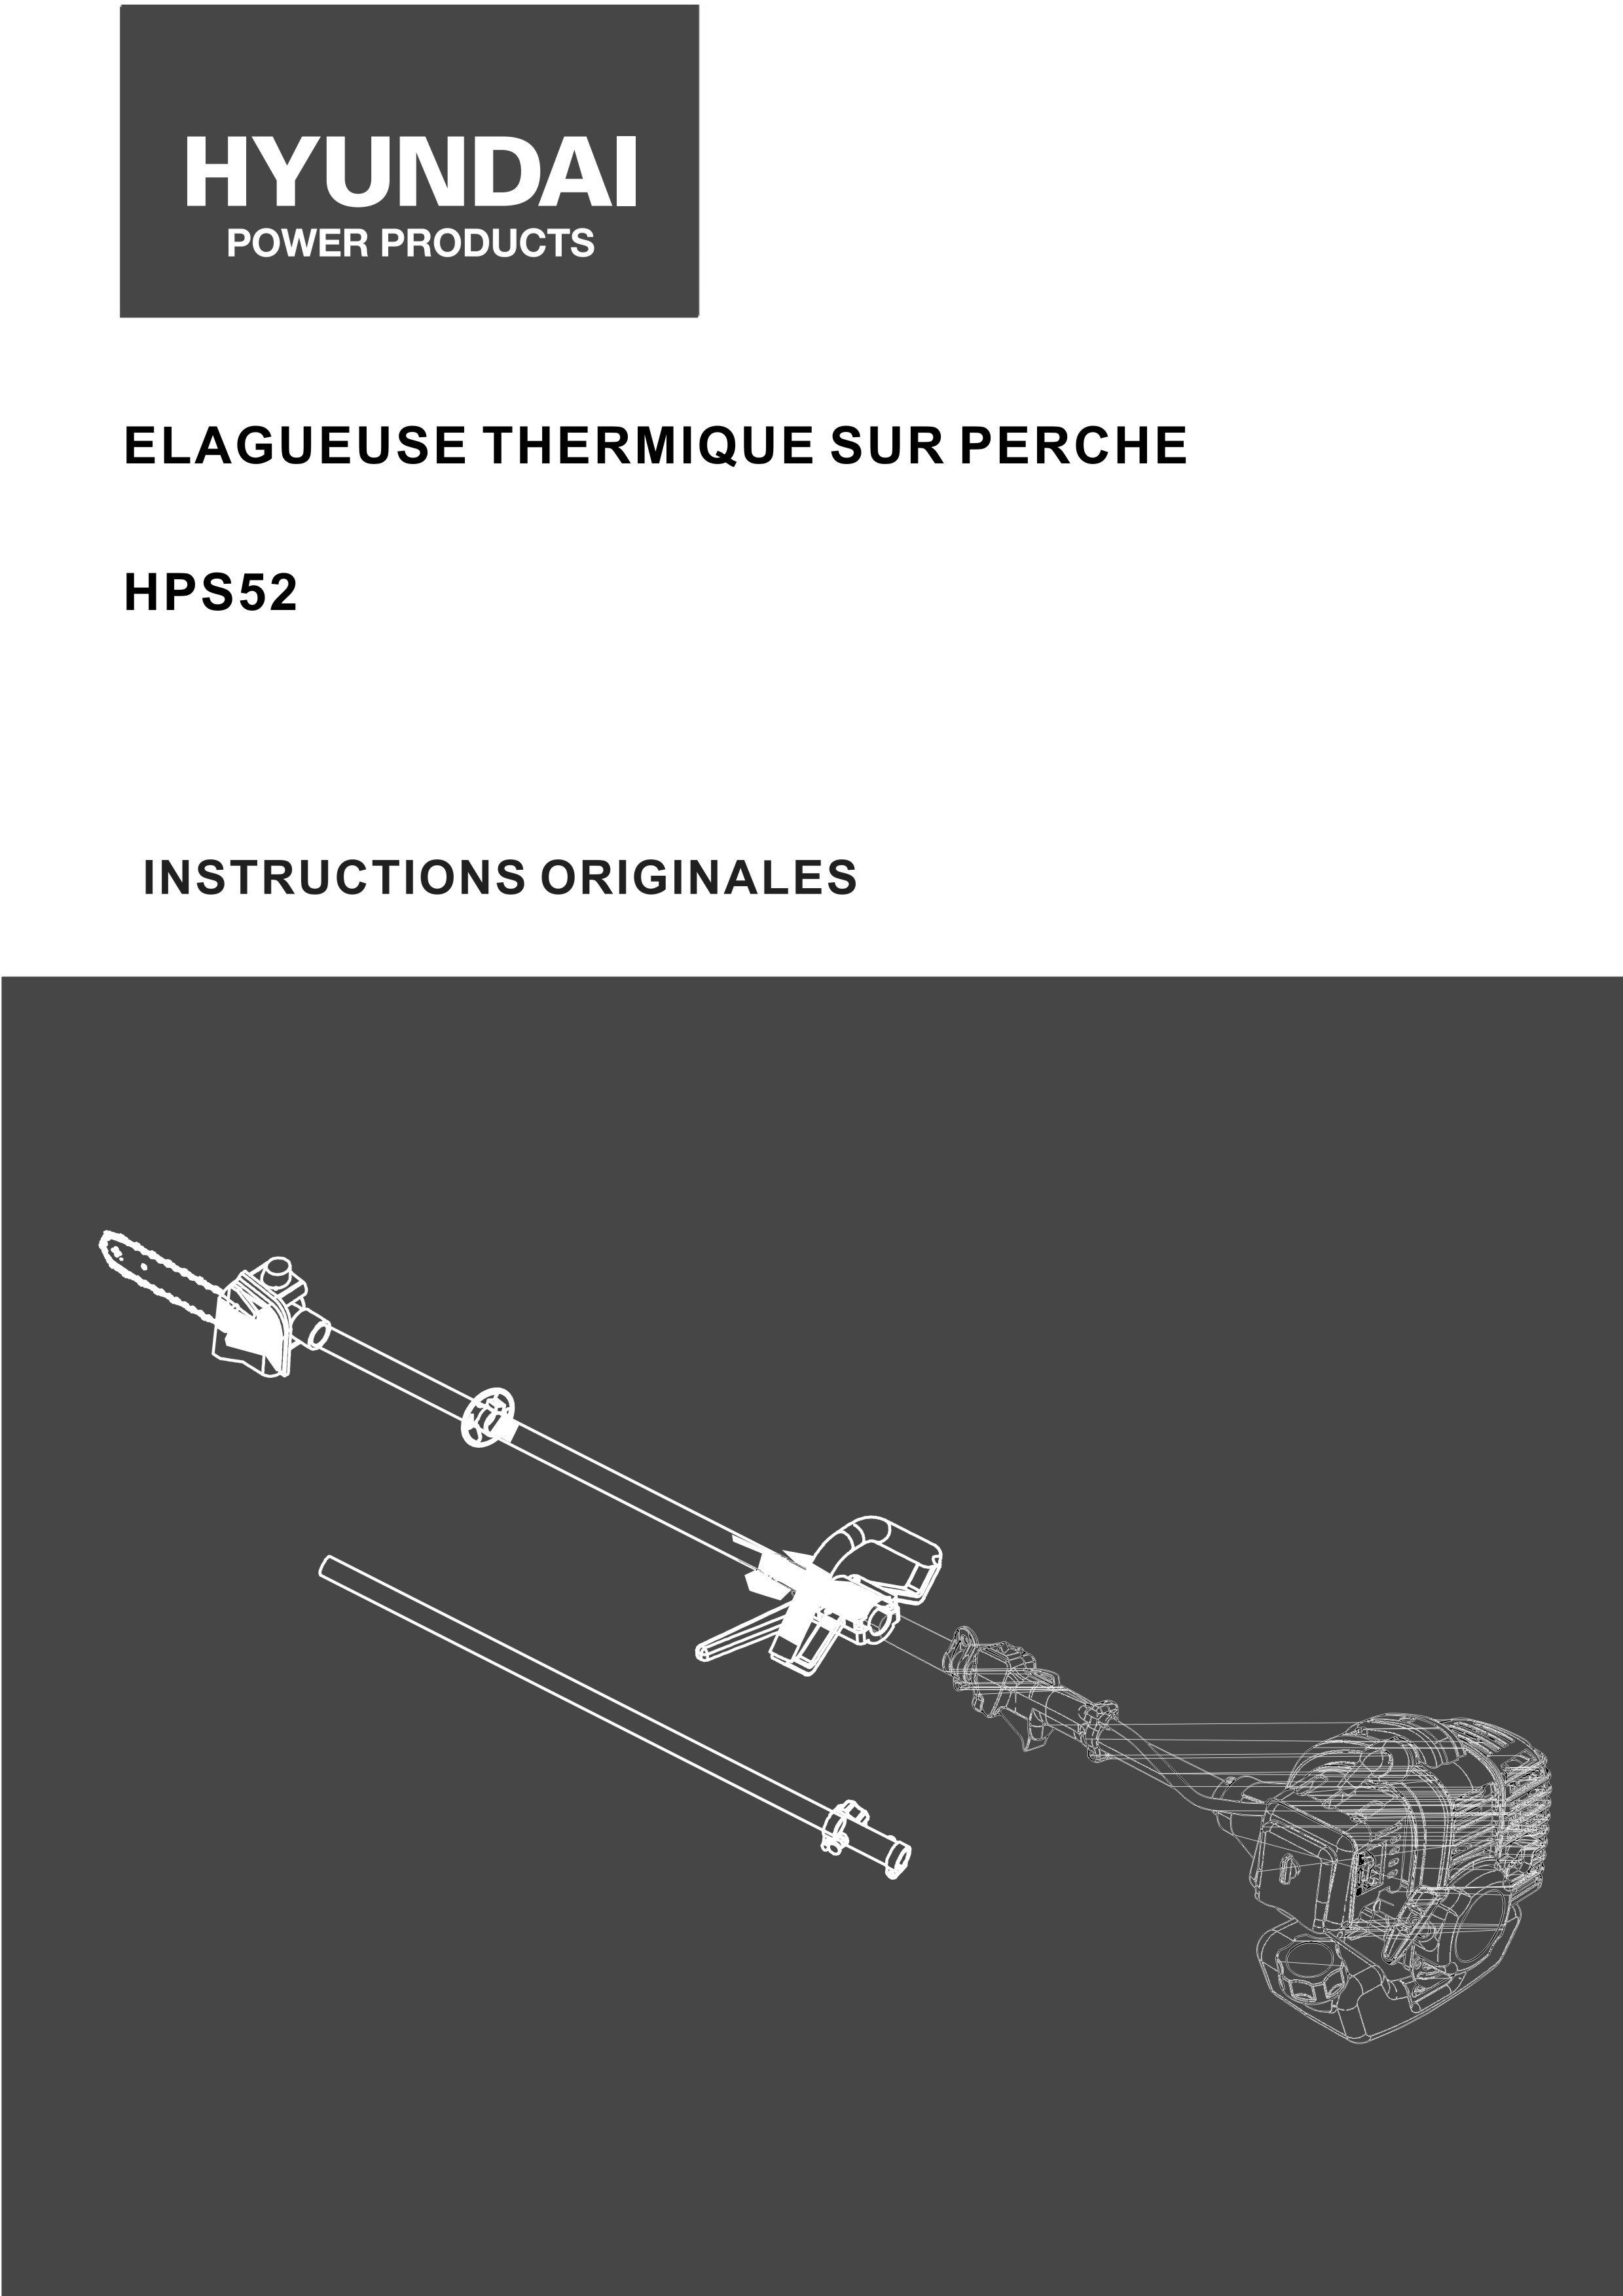 HYUNDAI
POWER PRODUCTS
ELAGUEUSE THERMIQUE SUR PERCHE
HPS52
INSTRUCTIONS ORIGINALES